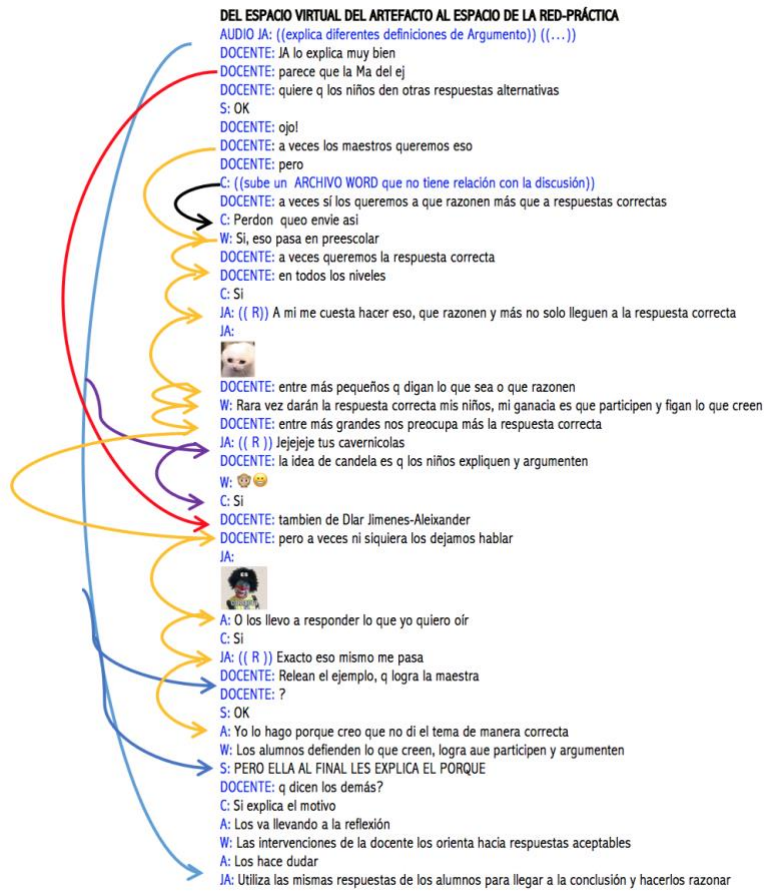 DEL ESPACIO VIRTUAL DEL ARTEFACTO AL ESPACIO DE LA RED-PRÁCTICA
AUDIO JA: ((explica diferentes definiciones de Argumento)) ((...))
DOCENTE: JA lo explica muy bien
DOCENTE: parece que la Ma del ej
DOCENTE: quiere q los niños den otras respuestas alternativas
S: OK
DOCENTE: ojo!
DOCENTE: a veces los maestros queremos eso
DOCENTE: pero
C: ((sube un ARCHIVO WORD que no tiene relación con la discusión))
DOCENTE: a veces sí los queremos a que razonen más que a respuestas correctas
C: Perdon queo envie asi
W: Si, eso pasa en preescolar
DOCENTE: a veces queremos la respuesta correcta
DOCENTE: en todos los niveles
C: Si
JA: (( R)) A mi me cuesta hacer eso, que razonen y más no solo lleguen a la respuesta correcta
JA:
DOCENTE: entre más pequeños q digan lo que sea o que razonen
W: Rara vez darán la respuesta correcta mis niños, mi ganacia es que participen y figan lo que creen
DOCENTE: entre más grandes nos preocupa más la respuesta correcta
JA: (( R )) Jejejeje tus cavernicolas
DOCENTE: la idea de candela es q los niños expliquen y argumenten
W: 🙊😄
C: Si
DOCENTE: tambien de Dlar Jimenes-Aleixander
DOCENTE: pero a veces ni siquiera los dejamos hablar
JA:
A: O los llevo a responder lo que yo quiero oír
C: Si
JA: (( R )) Exacto eso mismo me pasa
DOCENTE: Relean el ejemplo, q logra la maestra
DOCENTE: ?
S: OK
A: Yo lo hago porque creo que no di el tema de manera correcta
W: Los alumnos defienden lo que creen, logra aue participen y argumenten
S: PERO ELLA AL FINAL LES EXPLICA EL PORQUE
DOCENTE: q dicen los demás?
C: Si explica el motivo
A: Los va llevando a la reflexión
W: Las intervenciones de la docente los orienta hacia respuestas aceptables
A: Los hace dudar
JA: Utiliza las mismas respuestas de los alumnos para llegar a la conclusión y hacerlos razonar